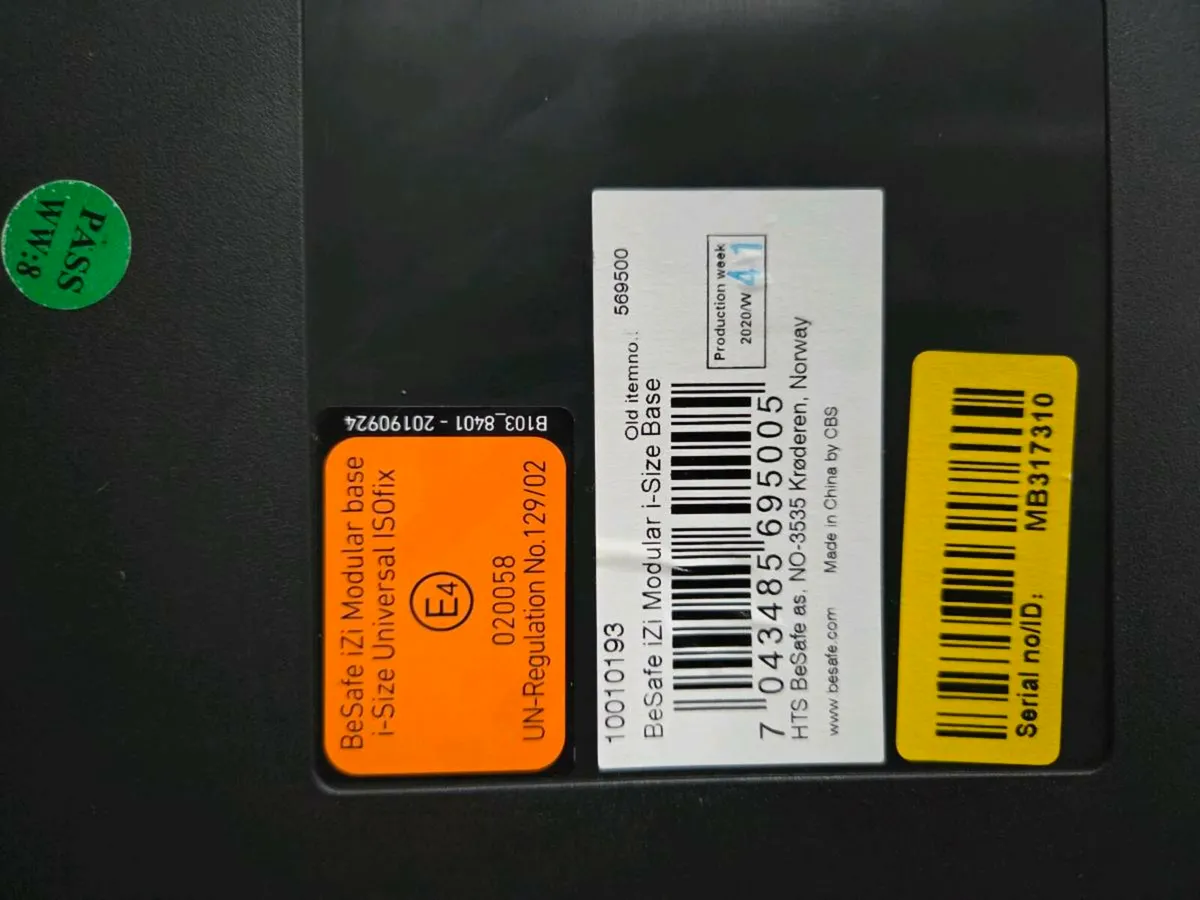 PASS
WW:8
B103_8401 - 20190924
BeSafe iZi Modular base
i-Size Universal ISOfix
E4
020058
UN-Regulation No.129/02
10010193
Old itemno.: 569500
BeSafe iZi Modular i-Size Base
Production week
2020/W 41
7 043485 695005
HTS BeSafe as, NO-3535 Krøderen, Norway
www.besafe.com Made in China by CBS
Serial no/ID: MB317310